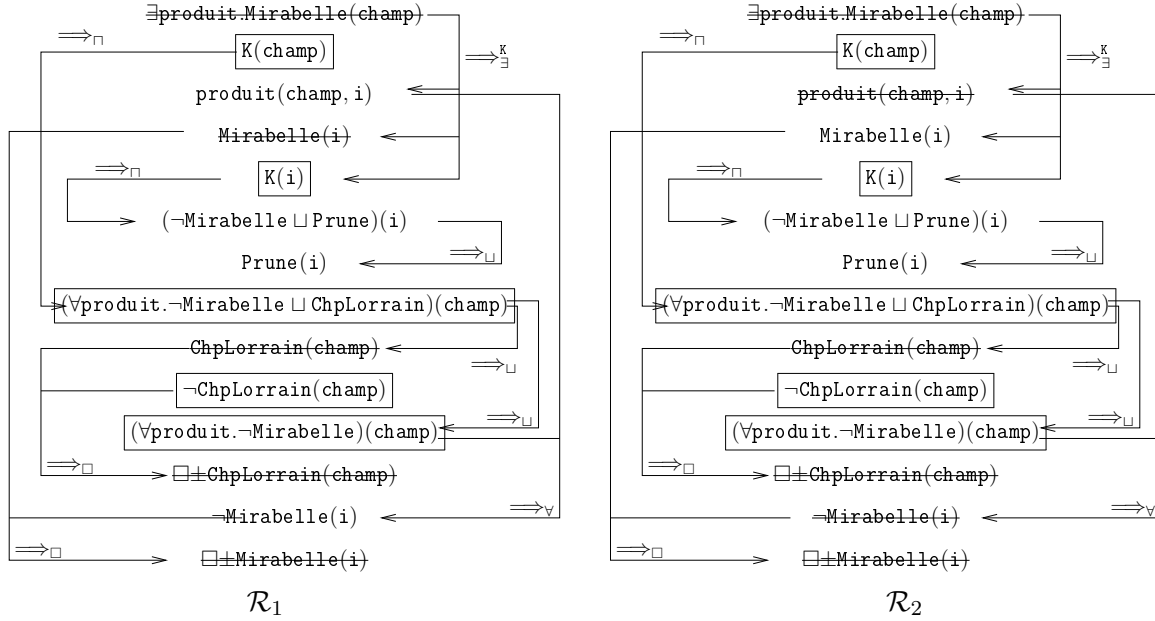 ∃produit.Mirabelle(champ)
⟹⊓
K(champ)
⟹∃K
produit(champ, i)
Mirabelle(i)
⟹⊓
K(i)
(¬Mirabelle ⊔ Prune)(i)
Prune(i)
⟹⊔
(∀produit.¬Mirabelle ⊔ ChpLorrain)(champ)
ChpLorrain(champ)
⟹⊔
¬ChpLorrain(champ)
(∀produit.¬Mirabelle)(champ)
⟹⊔
⟹□
□±ChpLorrain(champ)
¬Mirabelle(i)
⟹∀
⟹□
□±Mirabelle(i)
R1
∃produit.Mirabelle(champ)
⟹⊓
K(champ)
⟹∃K
produit(champ, i)
Mirabelle(i)
⟹⊓
K(i)
(¬Mirabelle ⊔ Prune)(i)
Prune(i)
⟹⊔
(∀produit.¬Mirabelle ⊔ ChpLorrain)(champ)
ChpLorrain(champ)
⟹⊔
¬ChpLorrain(champ)
(∀produit.¬Mirabelle)(champ)
⟹⊔
⟹□
□±ChpLorrain(champ)
¬Mirabelle(i)
⟹∀
⟹□
□±Mirabelle(i)
R2